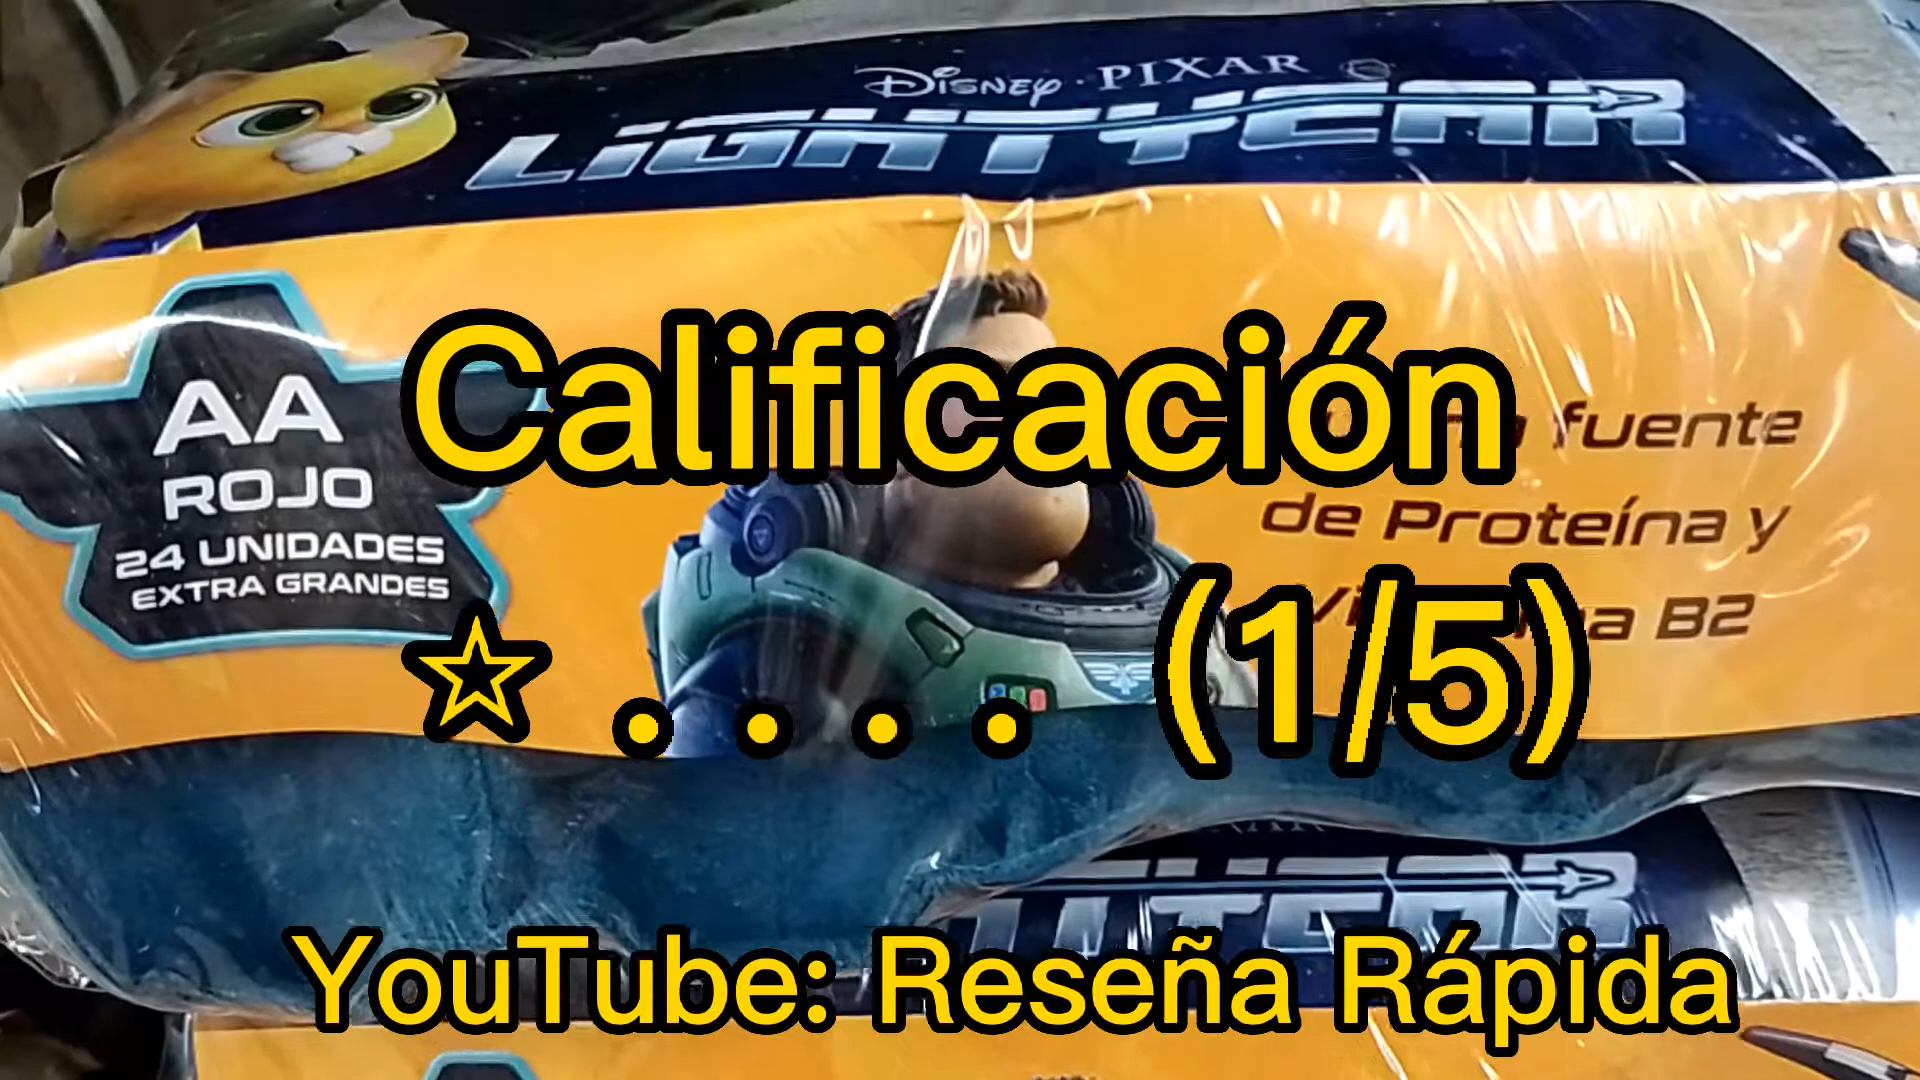 Disney · PIXAR
LIGHTYEAR
AA
ROJO
24 UNIDADES
EXTRA GRANDES
fuente
de Proteína y
B2
Calificación
☆ . . . . (1/5)
YouTube: Reseña Rápida